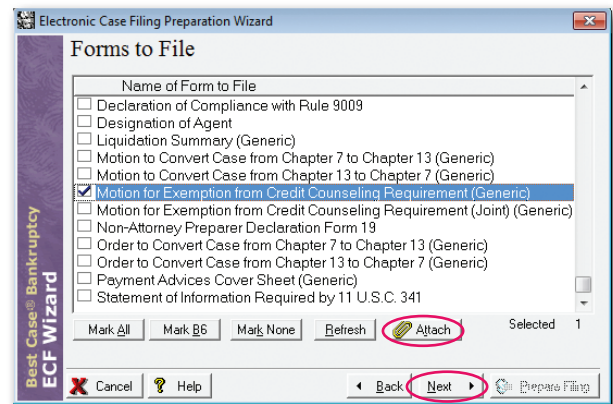 Electronic Case Filing Preparation Wizard
Forms to File
Name of Form to File
Declaration of Compliance with Rule 9009
Designation of Agent
Liquidation Summary (Generic)
Motion to Convert Case from Chapter 7 to Chapter 13 (Generic)
Motion to Convert Case from Chapter 13 to Chapter 7 (Generic)
Motion for Exemption from Credit Counseling Requirement (Generic)
Motion for Exemption from Credit Counseling Requirement (Joint) (Generic)
Non-Attorney Preparer Declaration Form 19
Order to Convert Case from Chapter 7 to Chapter 13 (Generic)
Order to Convert Case from Chapter 13 to Chapter 7 (Generic)
Payment Advices Cover Sheet (Generic)
Statement of Information Required by 11 U.S.C. 341
Mark All Mark B6 Mark None Refresh Attach Selected 1
Cancel Help Back Next Prepare Filing
Best Case® Bankruptcy
ECF Wizard